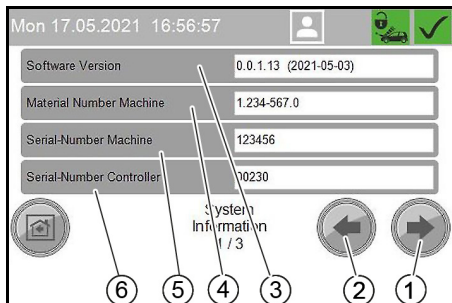 Mon 17.05.2021 16:56:57
Software Version 0.0.1.13 (2021-05-03)
Material Number Machine 1.234-567.0
Serial-Number Machine 123456
Serial-Number Controller 00230
System
Information
1 / 3
6 5 4 3 2 1